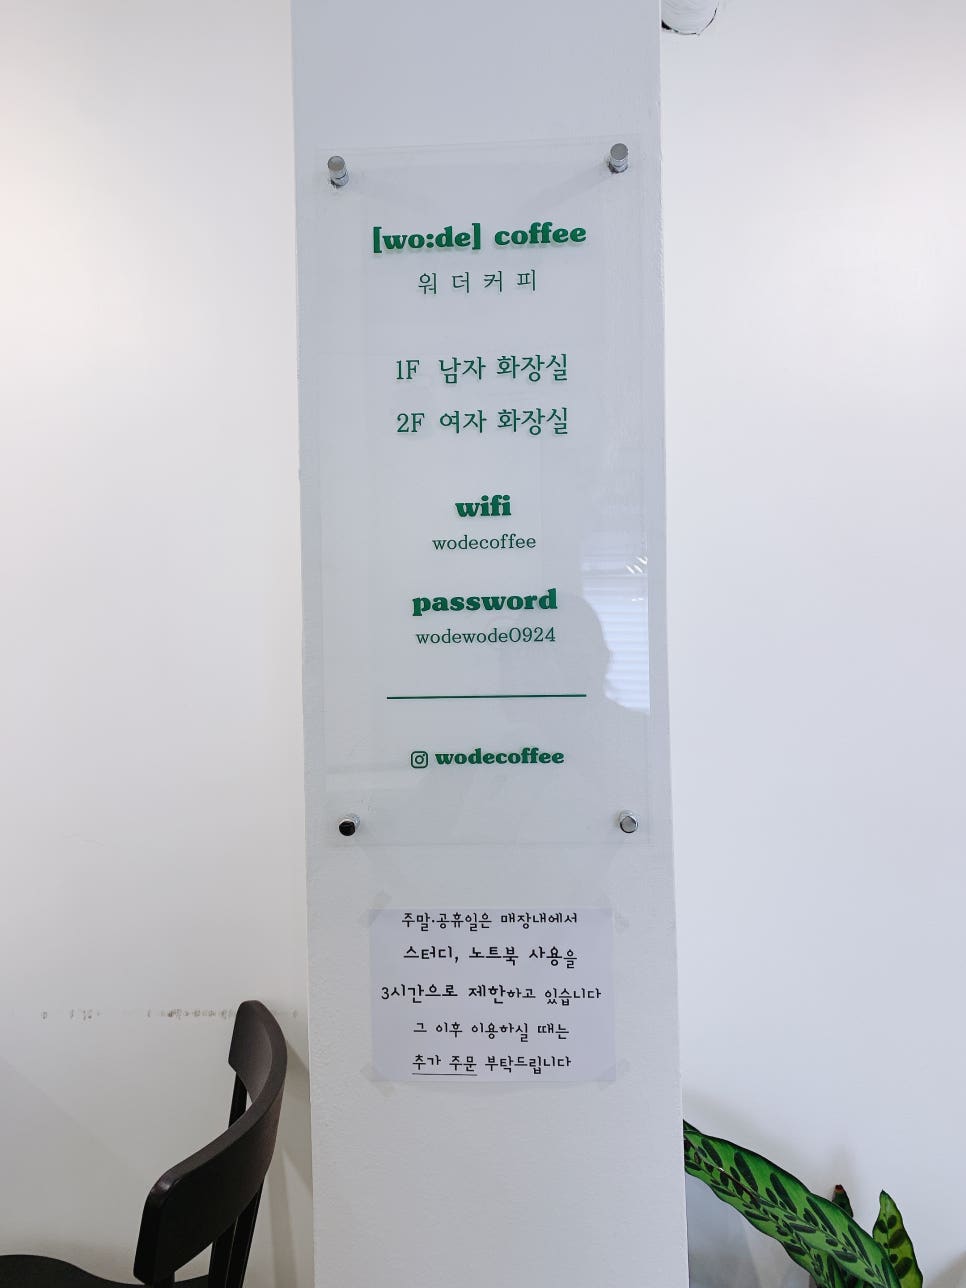 [wo:de] coffee
워더커피
1F 남자 화장실
2F 여자 화장실
wifi
wodecoffee
password
wodewode0924
wodecoffee
주말·공휴일은 매장내에서
스터디, 노트북 사용을
3시간으로 제한하고 있습니다
그 이후 이용하실 때는
추가 주문 부탁드립니다